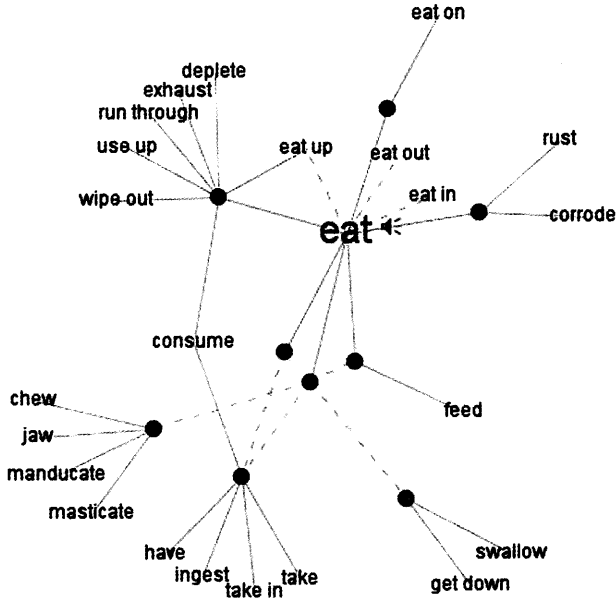 eat on
deplete
exhaust
run through
use up
eat up
eat out
rust
wipe out
eat in
corrode
eat
consume
chew
feed
jaw
manducate
masticate
have
ingest
take in
take
swallow
get down